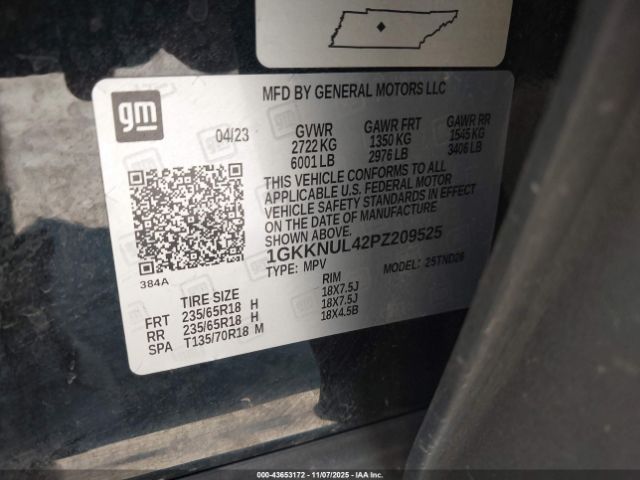 MFD BY GENERAL MOTORS LLC
gm
04/23 GVWR GAWR FRT GAWR RR
2722 KG 1350 KG 1545 KG
6001 LB 2976 LB 3406 LB
THIS VEHICLE CONFORMS TO ALL
APPLICABLE U.S. FEDERAL MOTOR
VEHICLE SAFETY STANDARDS IN EFFECT
ON THE DATE OF MANUFACTURE
SHOWN ABOVE.
1GKKNUL42PZ209525
TYPE: MPV MODEL: 25TND26
384A
TIRE SIZE RIM
FRT 235/65R18 H 18X7.5J
RR 235/65R18 H 18X7.5J
SPA T135/70R18 M 18X4.5B
000-43653172 - 11/07/2025 - IAA Inc.